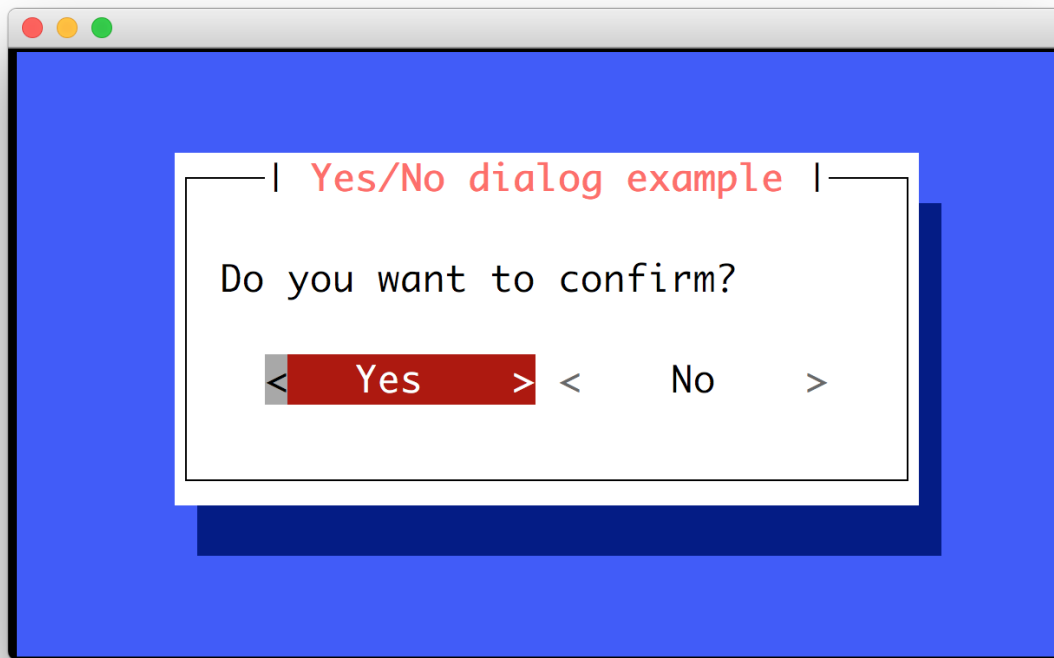 | Yes/No dialog example |
Do you want to confirm?
< Yes > < No >